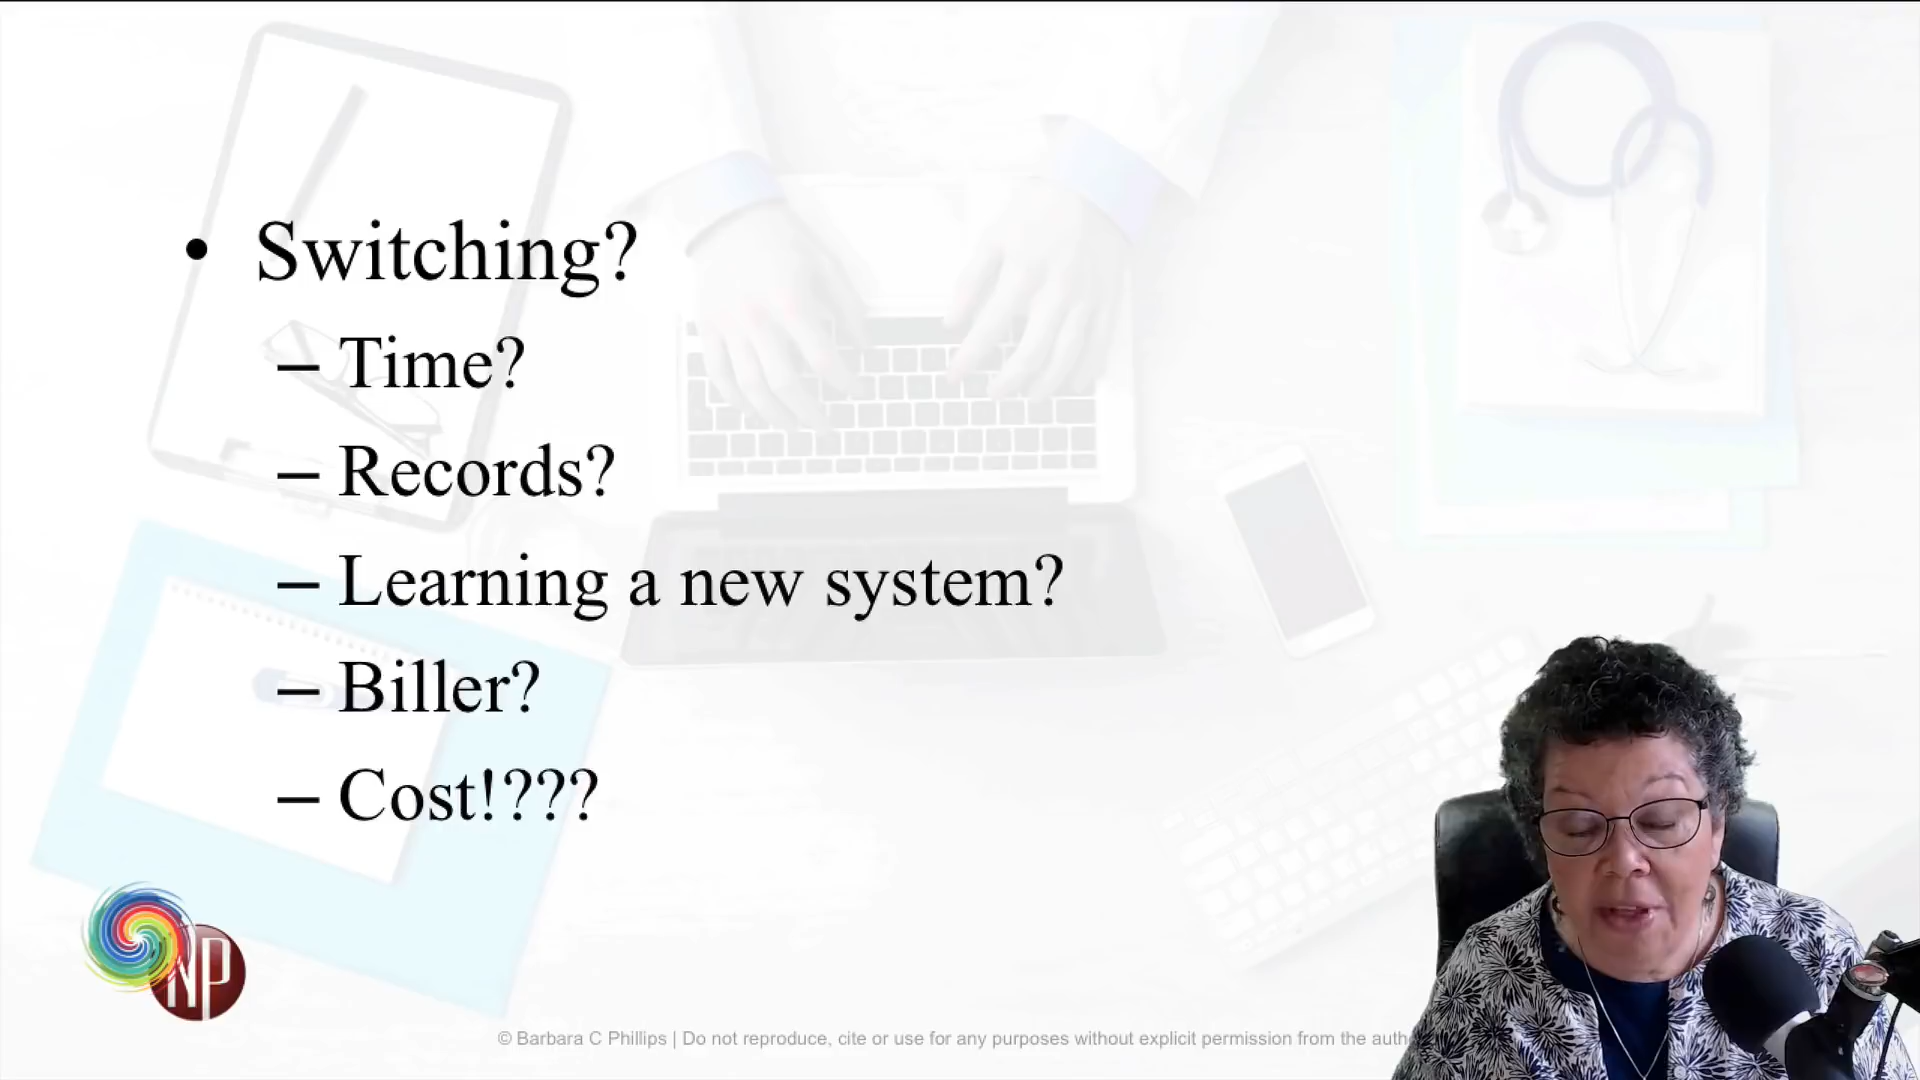 • Switching?
– Time?
– Records?
– Learning a new system?
– Biller?
– Cost!???
NP
© Barbara C Phillips | Do not reproduce, cite or use for any purposes without explicit permission from the